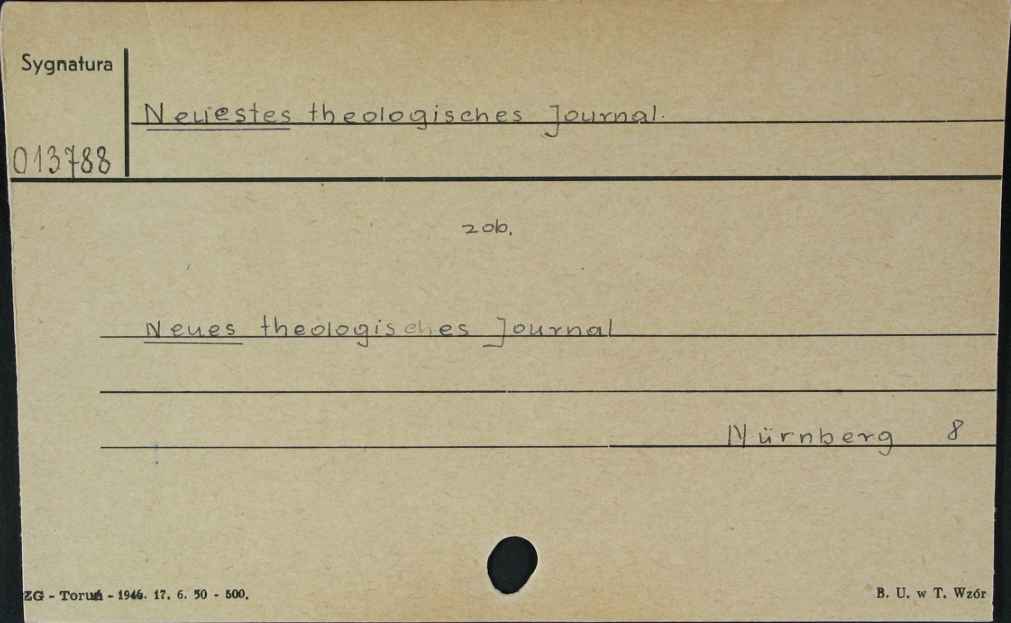 Sygnatura
Neuestes theologisches Journal.
013788
zob.
Neues theologisches Journal
Nürnberg 8
ZG - Toruń - 1946. 17. 6. 50 - 500.
B. U. w T. Wzór